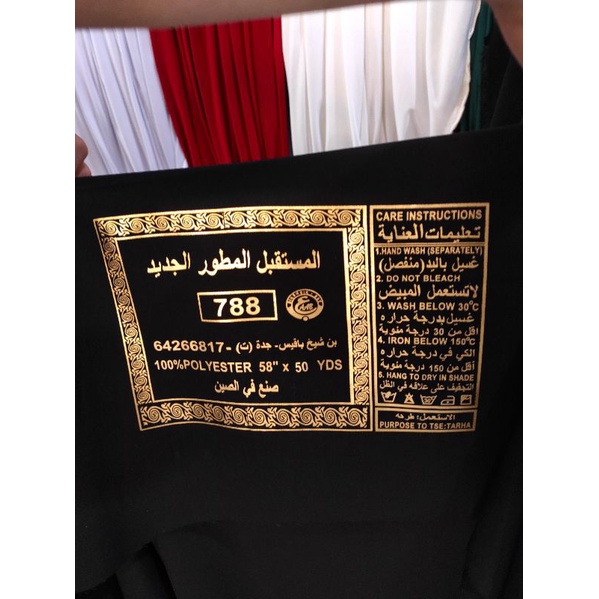 المستقبل المطور الجديد
788
بن شيخ بافيس- جدة (ت) -64266817
100%POLYESTER 58" x 50 YDS
صنع في الصين
CARE INSTRUCTIONS
تعليمات العناية
1.HAND WASH (SEPARATELY)
غسيل باليد(منفصل)
2. DO NOT BLEACH
لاتستعمل المبيض
3. WASH BELOW 30°C
غسيل بدرجة حراره
اقل من 30 درجة مئوية
4. IRON BELOW 150°C
الكي في درجة حراره
أقل من 150 درجة مئوية
5. HANG TO DRY IN SHADE
التجفيف على علاقه في الظل
الاستعمل: طرحه
PURPOSE TO TSE:TARHA